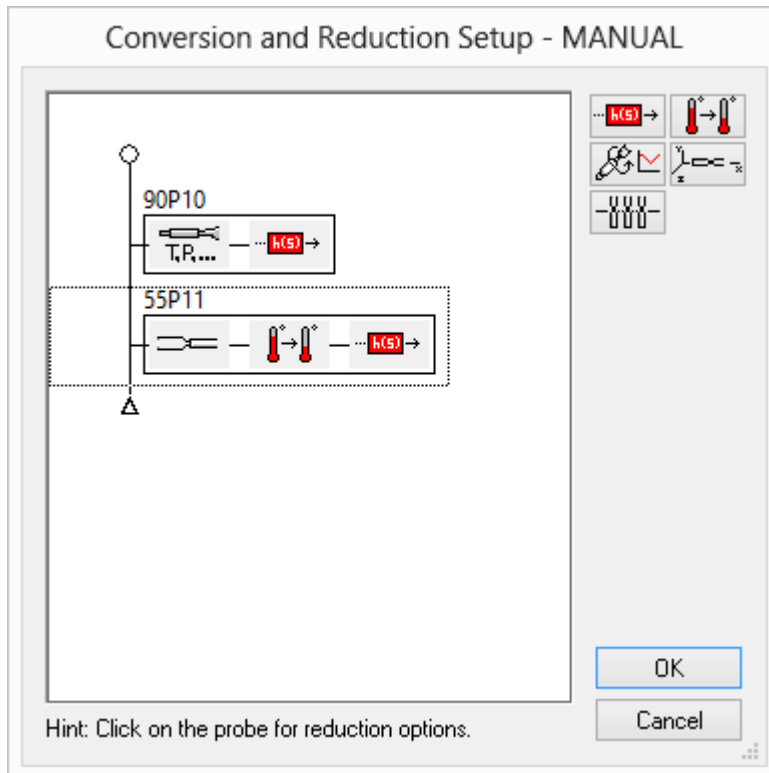 Conversion and Reduction Setup - MANUAL
h(s)
90P10
T,P,...
h(s)
55P11
h(s)
Y
x
z
OK
Hint: Click on the probe for reduction options.
Cancel